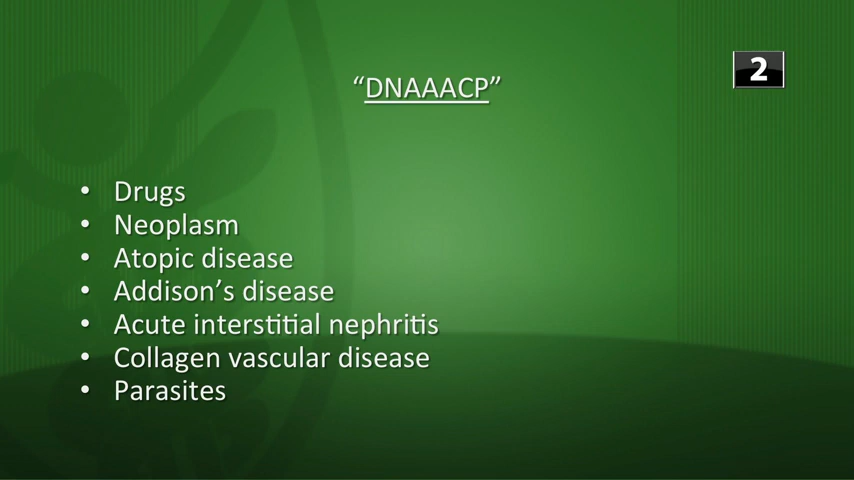 “DNAAACP”
2
• Drugs
• Neoplasm
• Atopic disease
• Addison’s disease
• Acute interstitial nephritis
• Collagen vascular disease
• Parasites